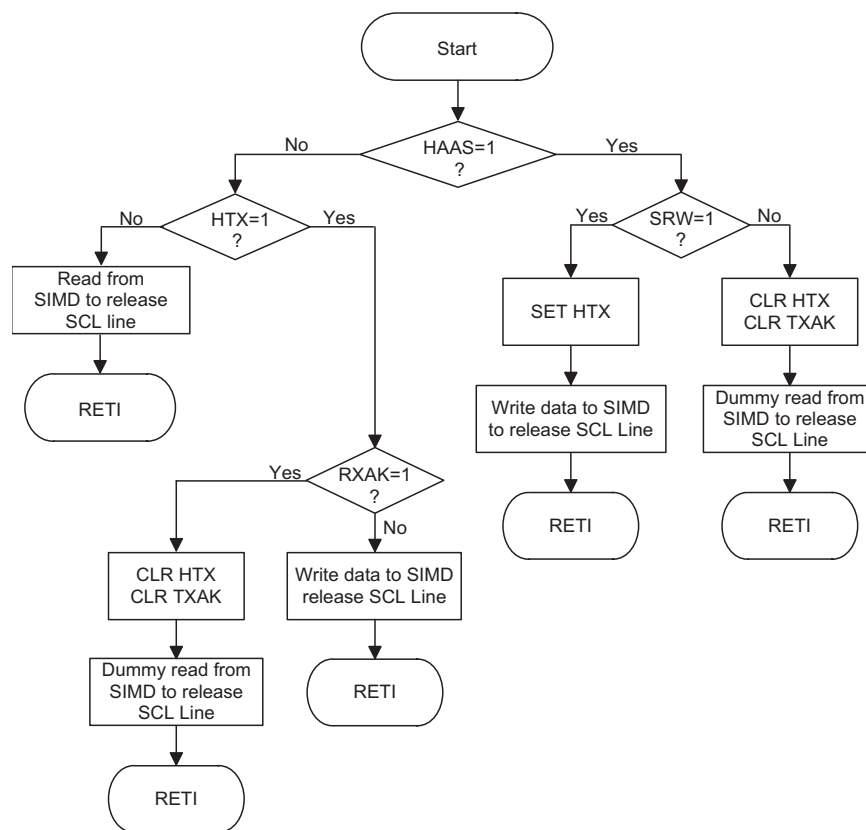 Start
HAAS=1
?
No
Yes
HTX=1
?
No
Yes
SRW=1
?
Yes
No
Read from
SIMD to release
SCL line
SET HTX
CLR HTX
CLR TXAK
RETI
Write data to SIMD
to release SCL Line
Dummy read from
SIMD to release
SCL Line
RXAK=1
?
Yes
No
RETI
RETI
CLR HTX
CLR TXAK
Write data to SIMD
release SCL Line
Dummy read from
SIMD to release
SCL Line
RETI
RETI